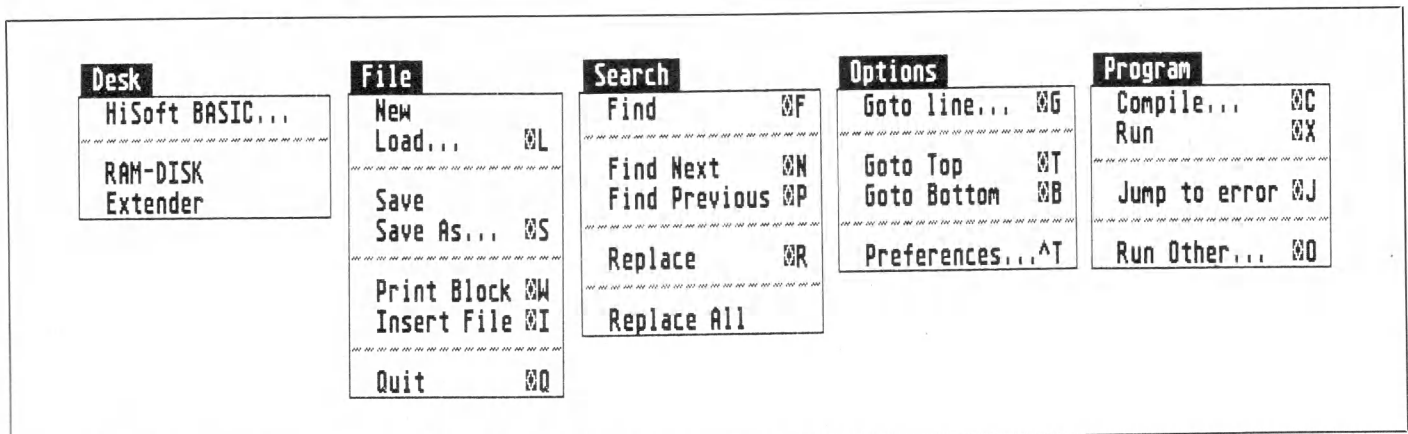 Desk
HiSoft BASIC...
RAM-DISK
Extender
File
New
Load... ◊L
Save
Save As... ◊S
Print Block ◊W
Insert File ◊I
Quit ◊Q
Search
Find ◊F
Find Next ◊N
Find Previous ◊P
Replace ◊R
Replace All
Options
Goto line... ◊G
Goto Top ◊T
Goto Bottom ◊B
Preferences...^T
Program
Compile... ◊C
Run ◊X
Jump to error ◊J
Run Other... ◊O